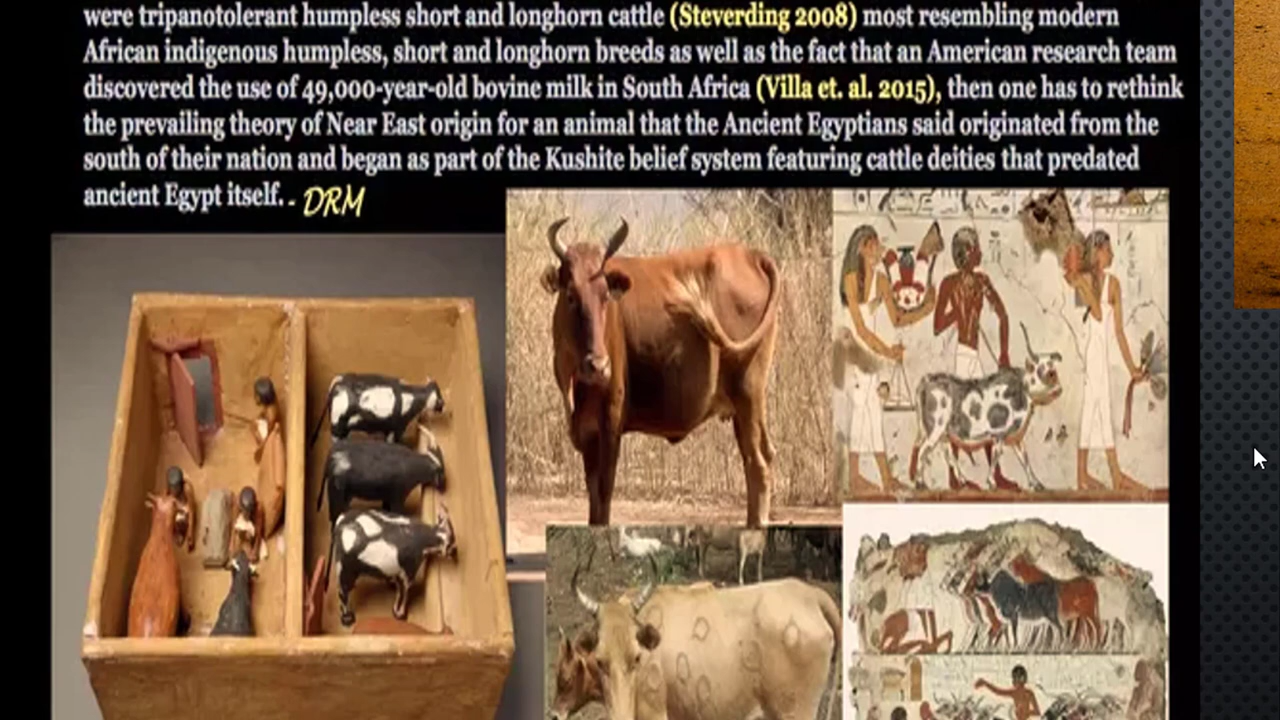 were tripanotolerant humpless short and longhorn cattle (Steverding 2008) most resembling modern
African indigenous humpless, short and longhorn breeds as well as the fact that an American research team
discovered the use of 49,000-year-old bovine milk in South Africa (Villa et. al. 2015), then one has to rethink
the prevailing theory of Near East origin for an animal that the Ancient Egyptians said originated from the
south of their nation and began as part of the Kushite belief system featuring cattle deities that predated
ancient Egypt itself. - DRM